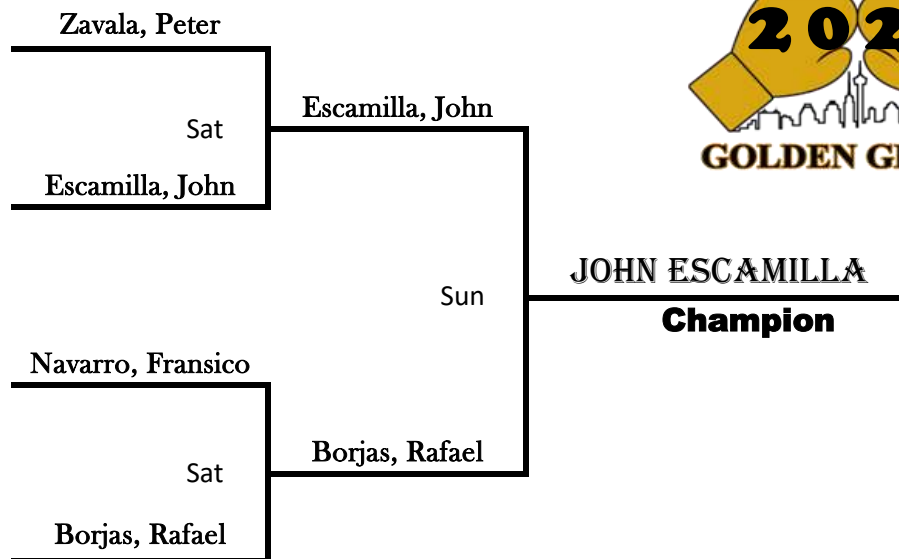 Zavala, Peter
Sat
Escamilla, John
Escamilla, John
GOLDEN
Sun
JOHN ESCAMILLA
Champion
Navarro, Fransico
Sat
Borjas, Rafael
Borjas, Rafael